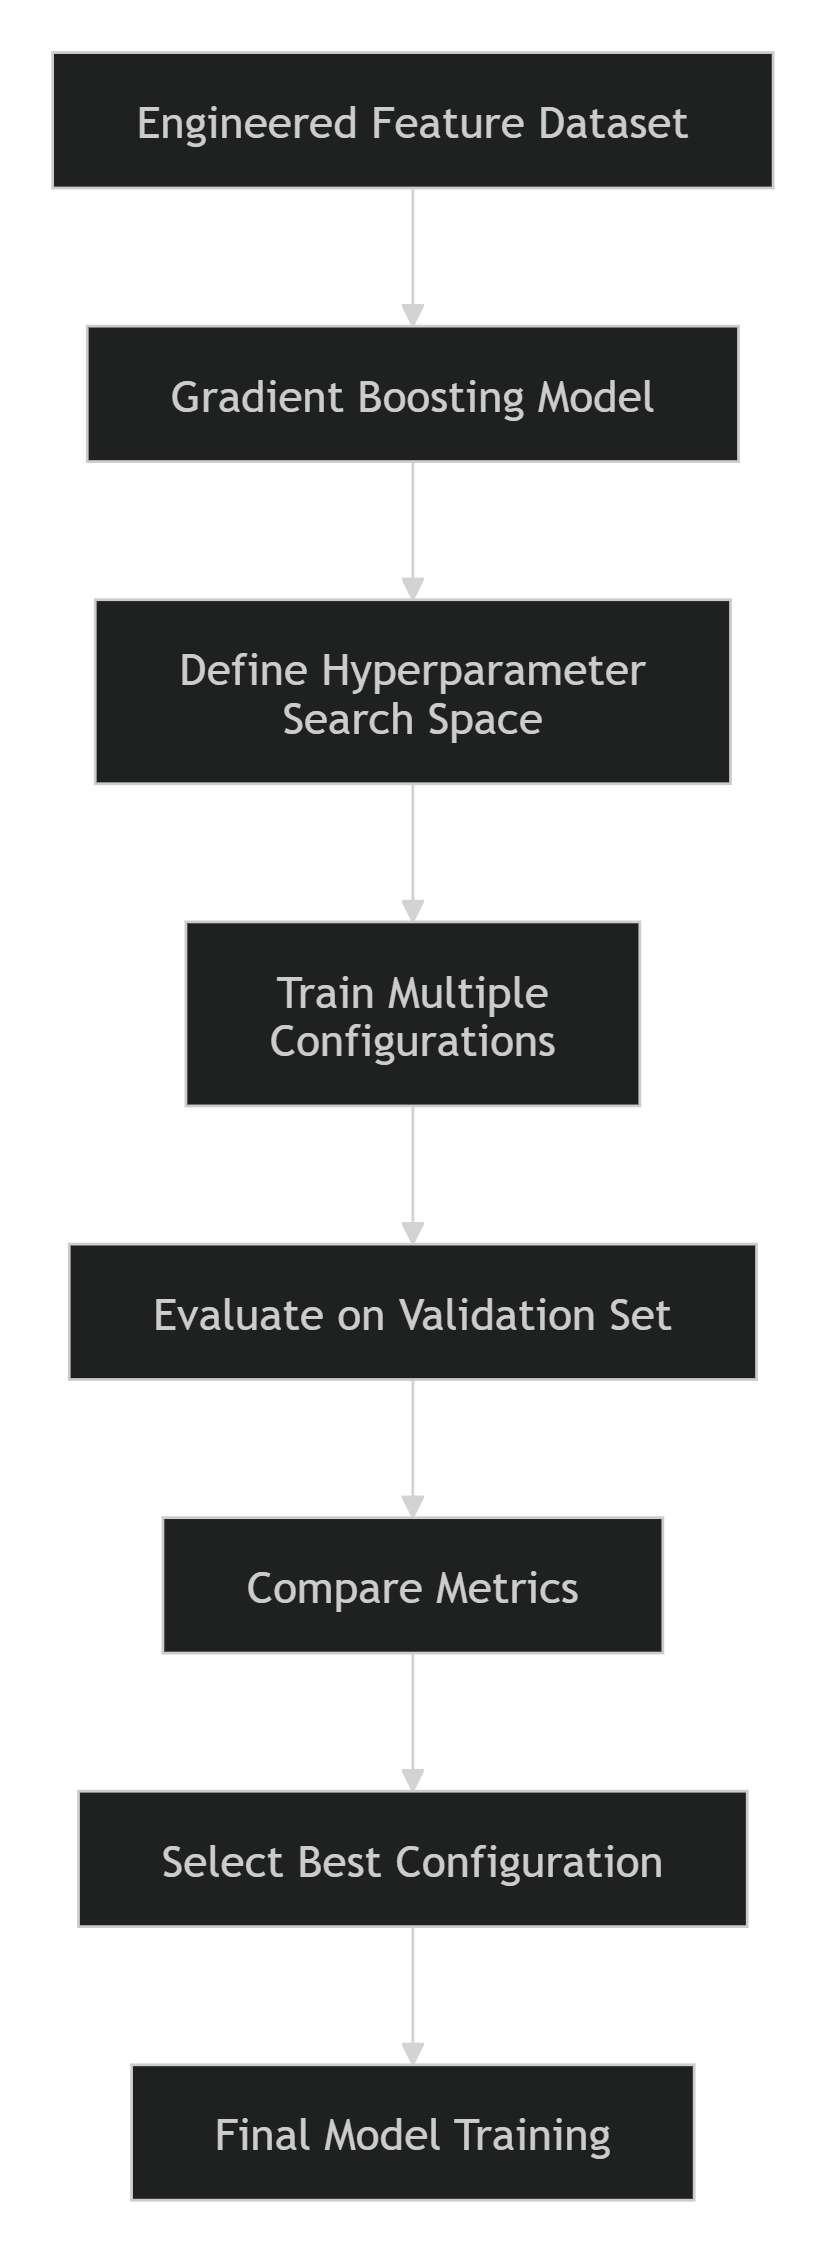 Engineered Feature Dataset
Gradient Boosting Model
Define Hyperparameter
Search Space
Train Multiple
Configurations
Evaluate on Validation Set
Compare Metrics
Select Best Configuration
Final Model Training